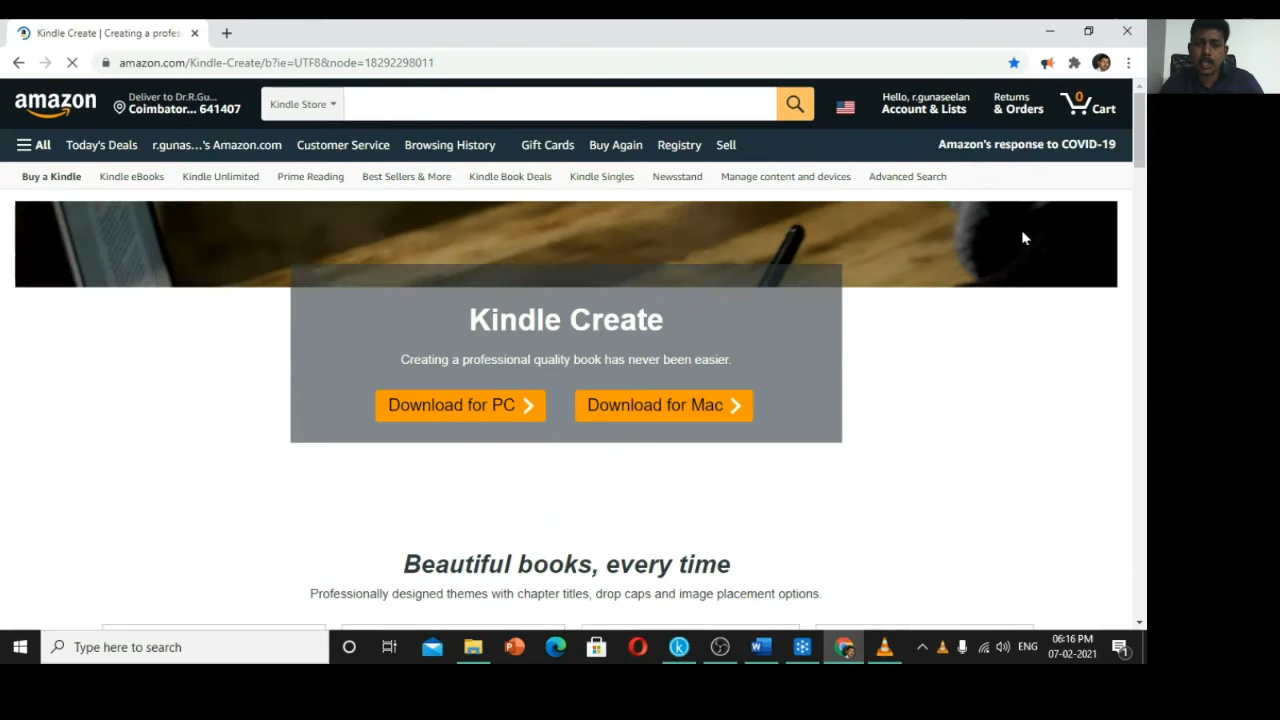 Kindle Create | Creating a profes
amazon.com/Kindle-Create/b?ie=UTF8&node=18292298011
amazon
Deliver to Dr.R.Gu...
Coimbator... 641407
Kindle Store
Hello, r.gunaseelan
Account & Lists
Returns
& Orders
0
Cart
All Today's Deals r.gunas...'s Amazon.com Customer Service Browsing History Gift Cards Buy Again Registry Sell Amazon's response to COVID-19
Buy a Kindle Kindle eBooks Kindle Unlimited Prime Reading Best Sellers & More Kindle Book Deals Kindle Singles Newsstand Manage content and devices Advanced Search
Kindle Create
Creating a professional quality book has never been easier.
Download for PC Download for Mac
Beautiful books, every time
Professionally designed themes with chapter titles, drop caps and image placement options.
Type here to search
ENG
06:16 PM
07-02-2021
1